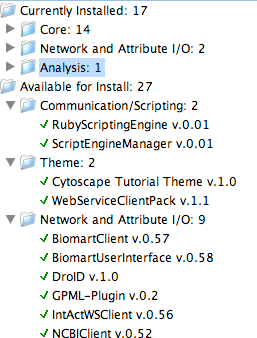 Currently Installed: 17
Core: 14
Network and Attribute I/O: 2
Analysis: 1
Available for Install: 27
Communication/Scripting: 2
RubyScriptingEngine v.0.01
ScriptEngineManager v.0.01
Theme: 2
Cytoscape Tutorial Theme v.1.0
WebServiceClientPack v.1.1
Network and Attribute I/O: 9
BiomartClient v.0.57
BiomartUserInterface v.0.58
DroID v.1.0
GPML-Plugin v.0.2
IntActWSClient v.0.56
NCBIClient v.0.52